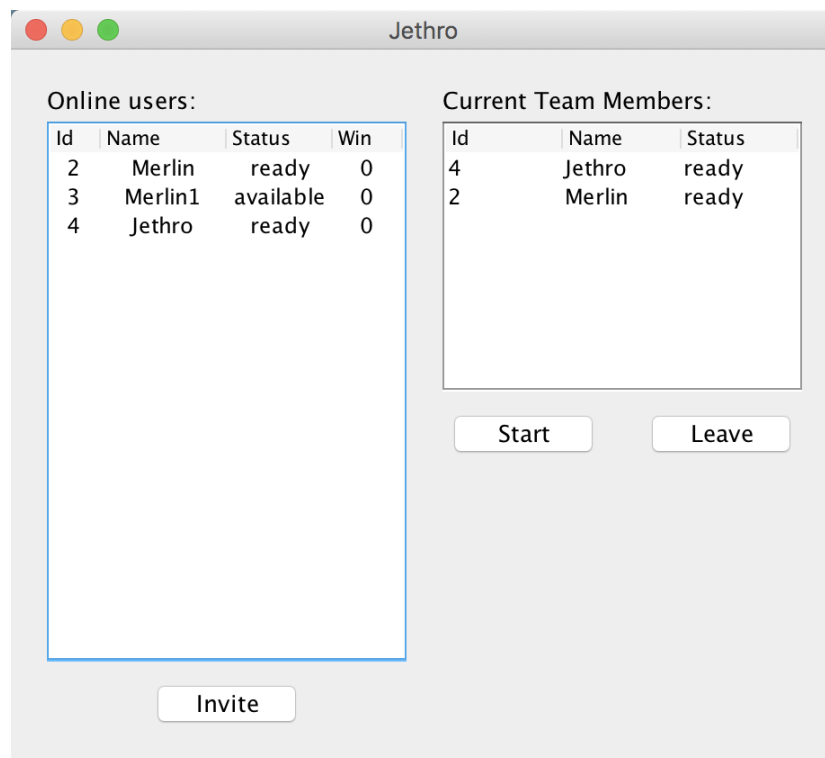 Jethro
Online users:
Id Name Status Win
2 Merlin ready 0
3 Merlin1 available 0
4 Jethro ready 0
Invite
Current Team Members:
Id Name Status
4 Jethro ready
2 Merlin ready
Start Leave